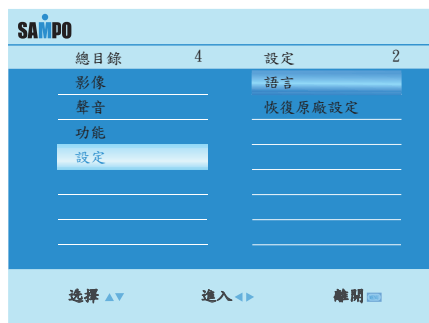 SAMPO
總目錄 4 設定 2
影像 語言
聲音 恢復原廠設定
功能
設定
选擇 ▲▼ 進入 ◀▶ 離開